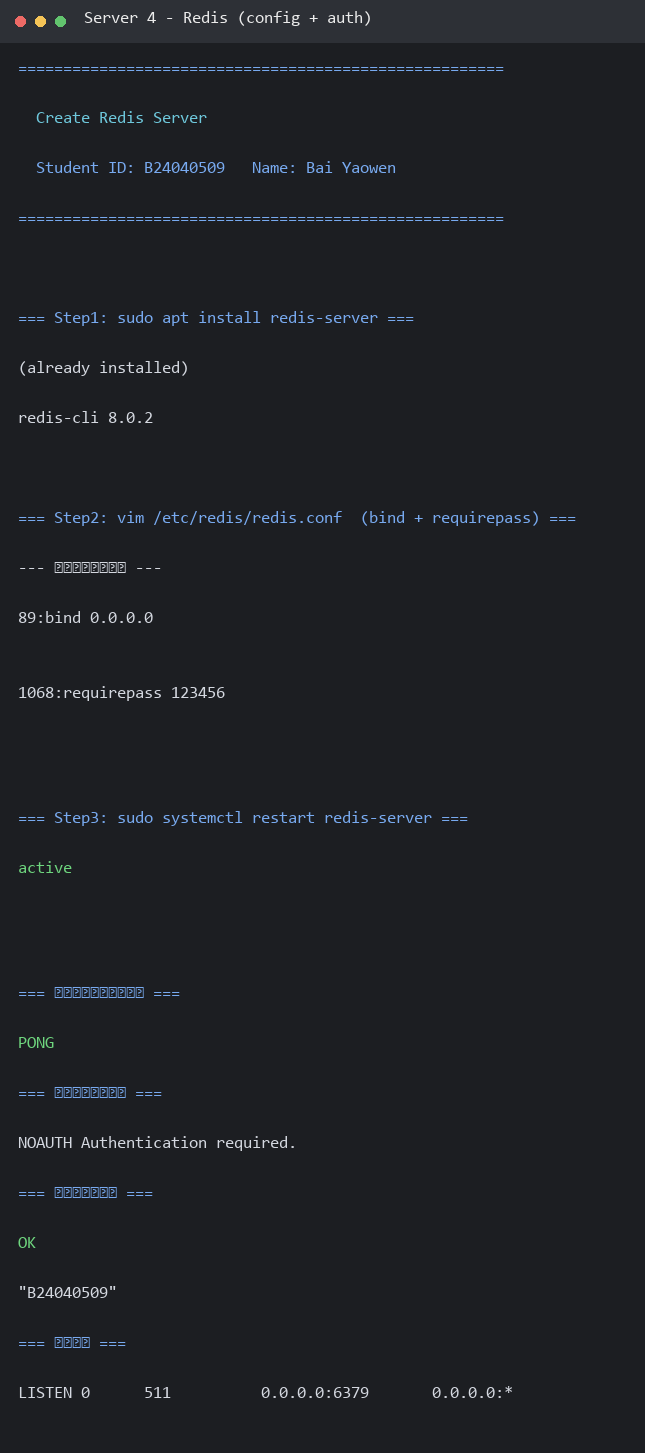 Server 4 - Redis (config + auth)
======================================================
Create Redis Server
Student ID: B24040509   Name: Bai Yaowen
======================================================
=== Step1: sudo apt install redis-server ===
(already installed)
redis-cli 8.0.2
=== Step2: vim /etc/redis/redis.conf  (bind + requirepass) ===
--- ---
89:bind 0.0.0.0
1068:requirepass 123456
=== Step3: sudo systemctl restart redis-server ===
active
=== ===
PONG
=== ===
NOAUTH Authentication required.
=== ===
OK
"B24040509"
=== ===
LISTEN 0      511          0.0.0.0:6379       0.0.0.0:*